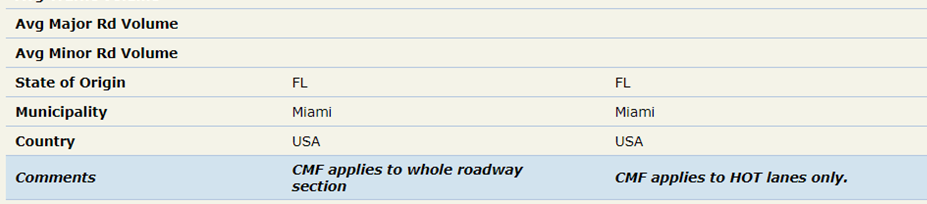 Avg Major Rd Volume
Avg Minor Rd Volume
State of Origin FL FL
Municipality Miami Miami
Country USA USA
Comments CMF applies to whole roadway section CMF applies to HOT lanes only.